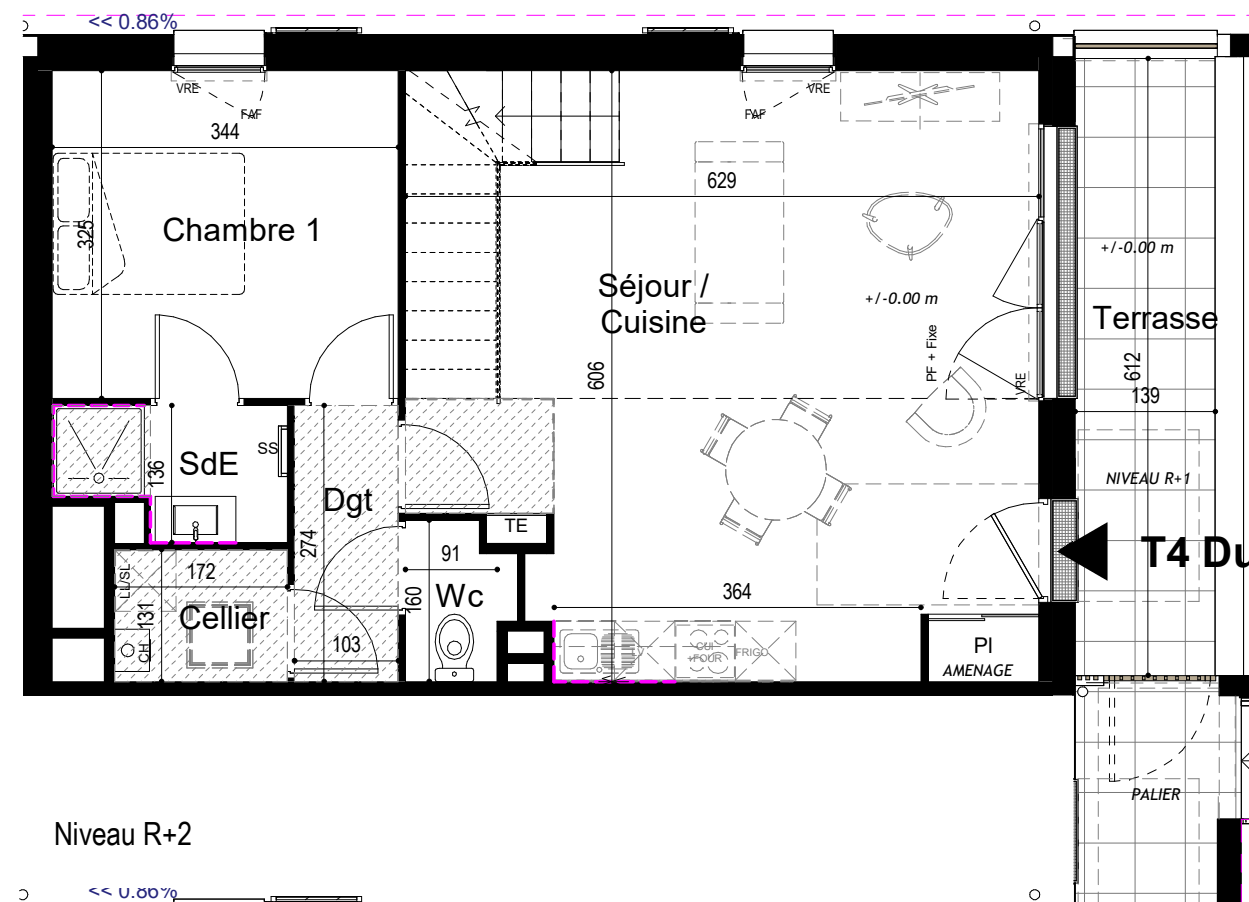 << 0.86%
VRE
FAF
344
Chambre 1
325
629
FAF
VRE
Séjour /
Cuisine
+/-0.00 m
606
PF + Fixe
VRE
+/-0.00 m
Terrasse
612
139
NIVEAU R+1
T4 Du
SdE
136
SS
Dgt
274
TE
91
Wc
160
172
LL/SL
131
Cellier
CH
103
364
LV
CUI
+FOUR
FRIGO
PI
AMENAGE
PALIER
Niveau R+2
<< 0.86%